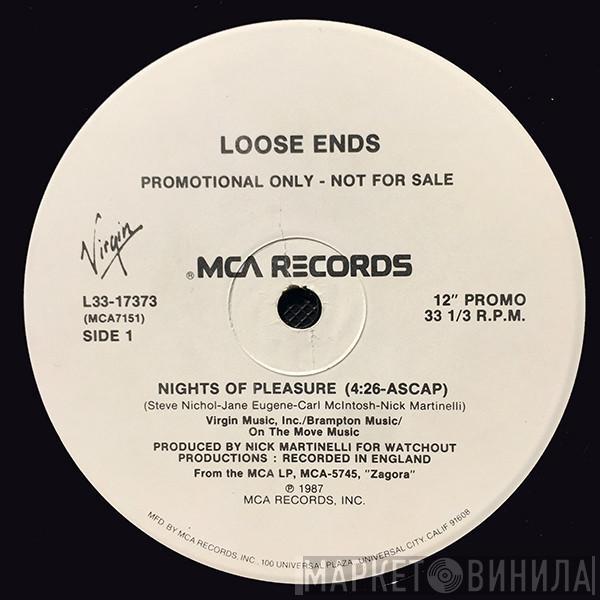 LOOSE ENDS
PROMOTIONAL ONLY - NOT FOR SALE
Virgin
® MCA RECORDS
L33-17373
(MCA7151)
SIDE 1
12" PROMO
33 1/3 R.P.M.
NIGHTS OF PLEASURE (4:26-ASCAP)
(Steve Nichol-Jane Eugene-Carl McIntosh-Nick Martinelli)
Virgin Music, Inc./Brampton Music/
On The Move Music
PRODUCED BY NICK MARTINELLI FOR WATCHOUT
PRODUCTIONS : RECORDED IN ENGLAND
From the MCA LP, MCA-5745, "Zagora"
℗ 1987
MCA RECORDS, INC.
MFD. BY MCA RECORDS, INC., 100 UNIVERSAL PLAZA, UNIVERSAL CITY, CALIF. 91608
МАРКЕТ ВИНИЛА